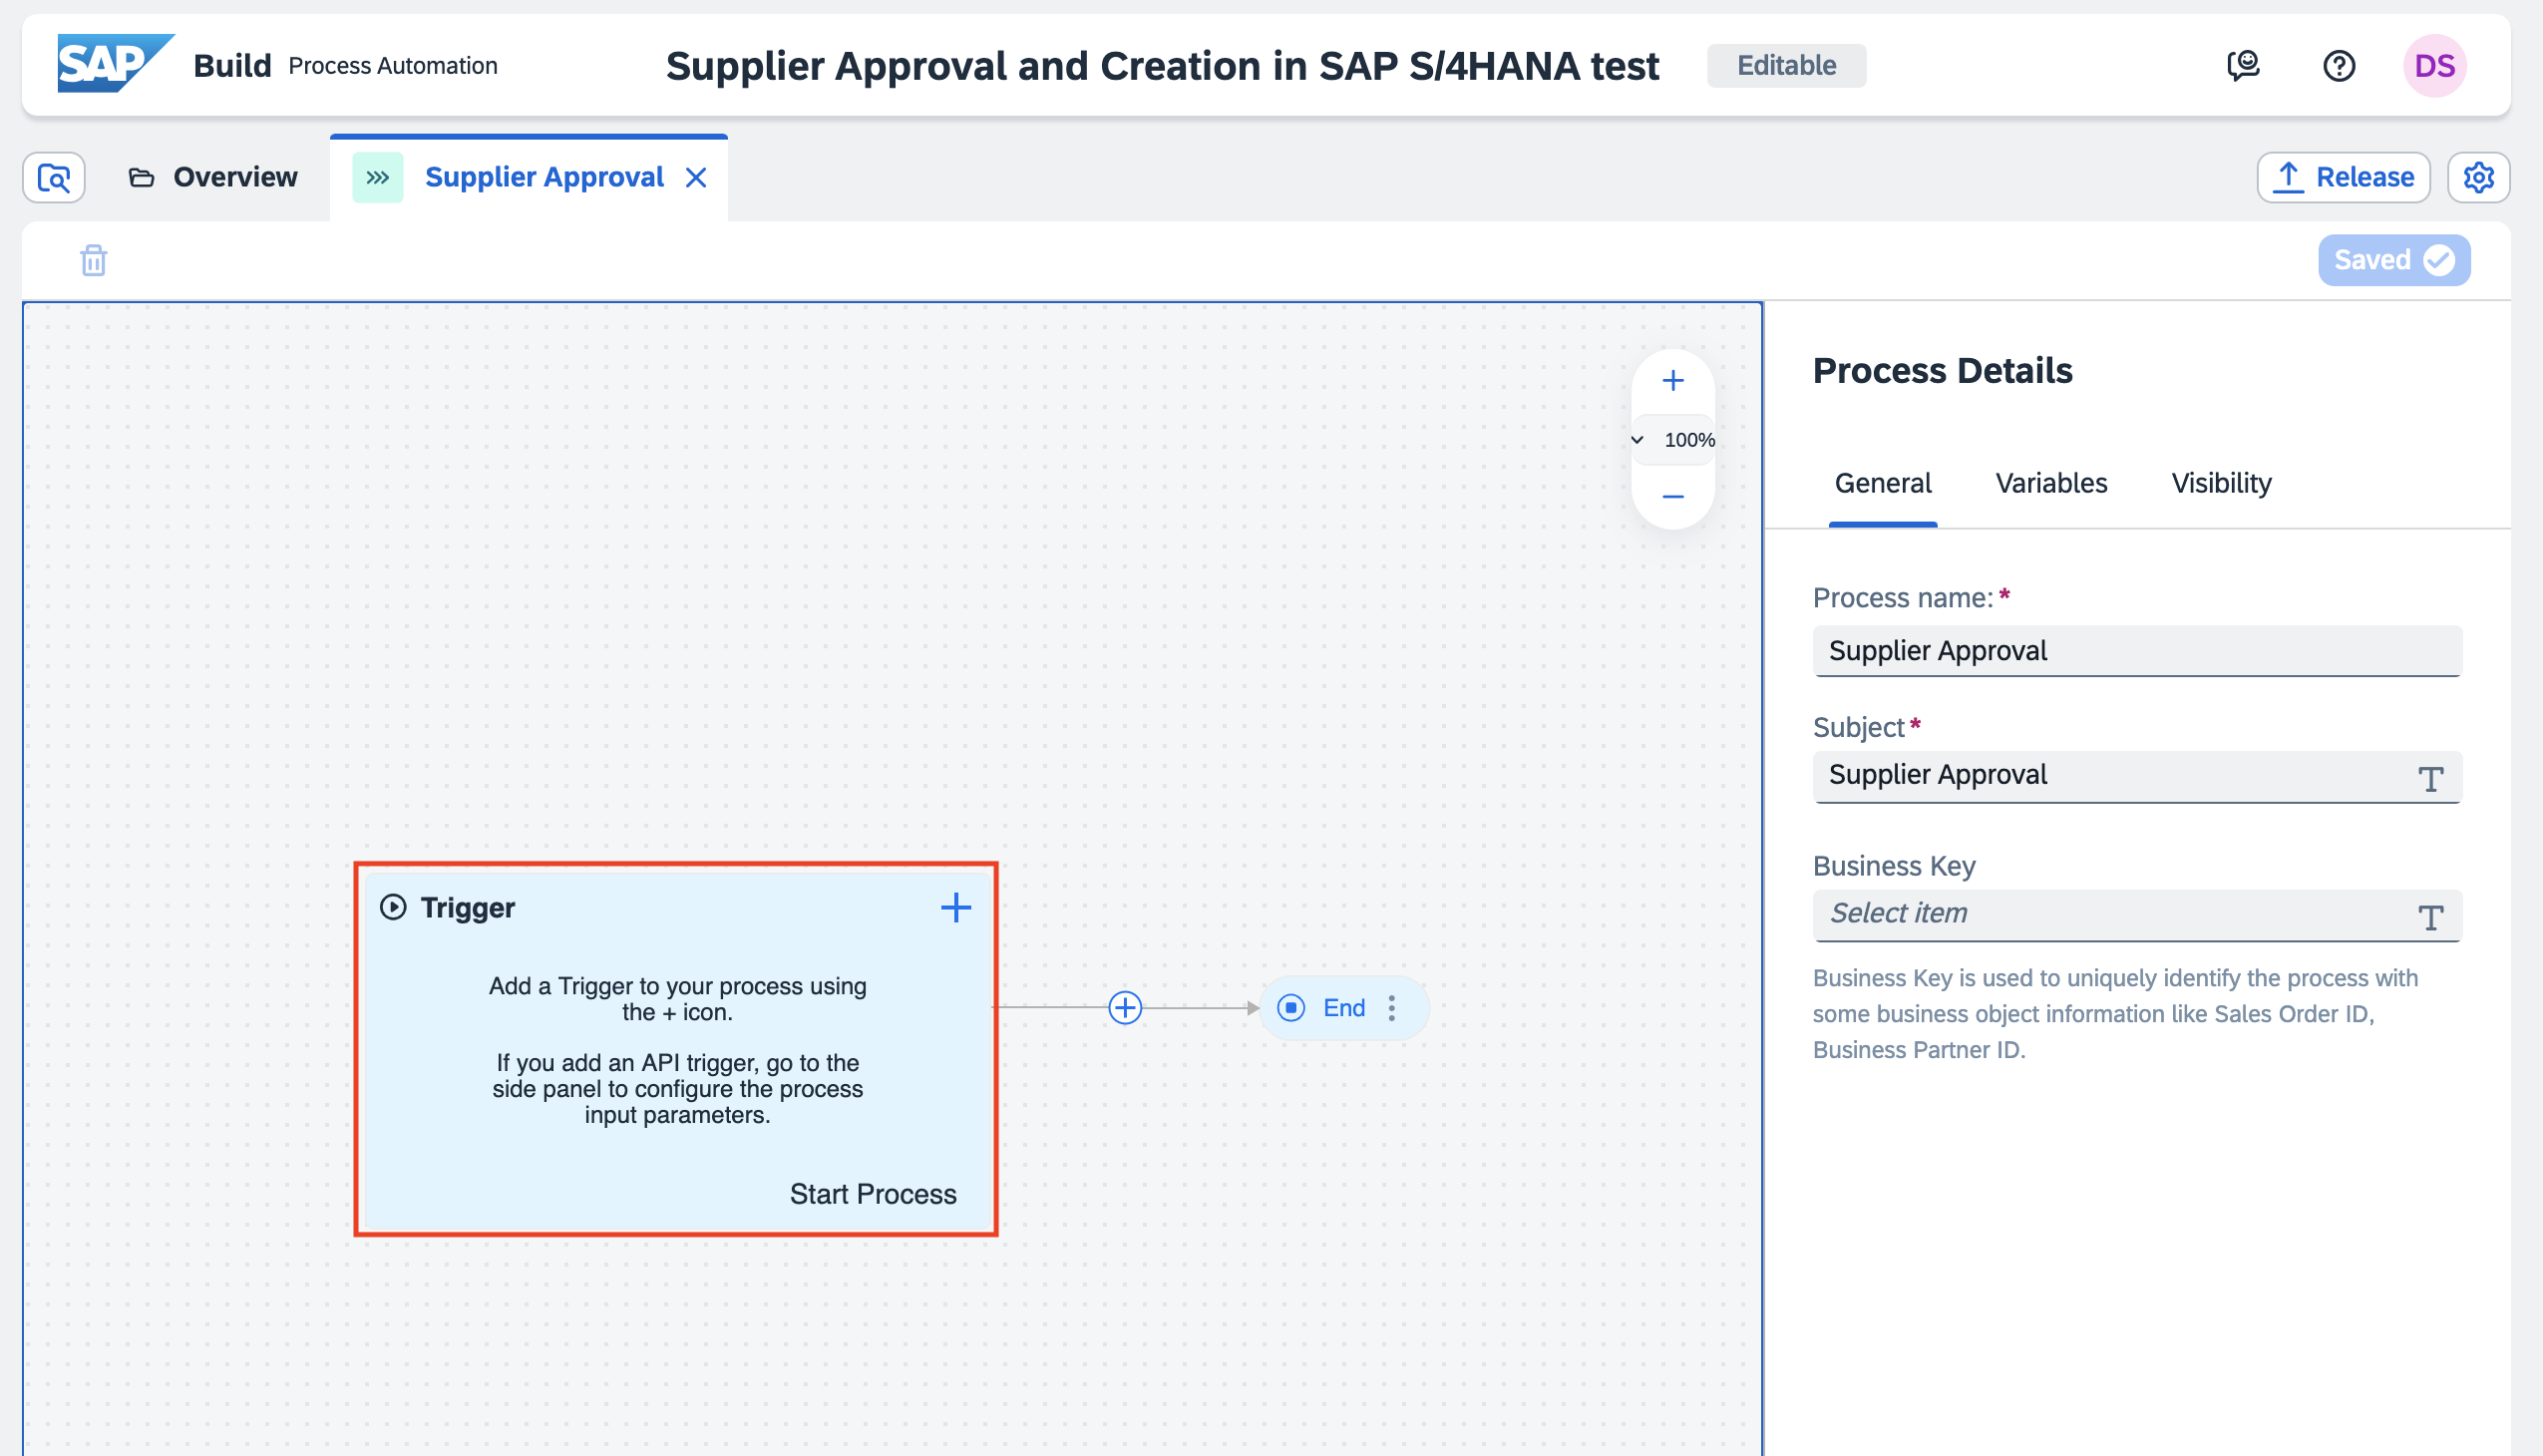 SAP Build Process Automation
Supplier Approval and Creation in SAP S/4HANA test
Editable
DS
Overview
Supplier Approval
Release
Saved
100%
Trigger
Add a Trigger to your process using
the + icon.
If you add an API trigger, go to the
side panel to configure the process
input parameters.
Start Process
End
Process Details
General Variables Visibility
Process name:*
Supplier Approval
Subject*
Supplier Approval
Business Key
Select item
Business Key is used to uniquely identify the process with
some business object information like Sales Order ID,
Business Partner ID.